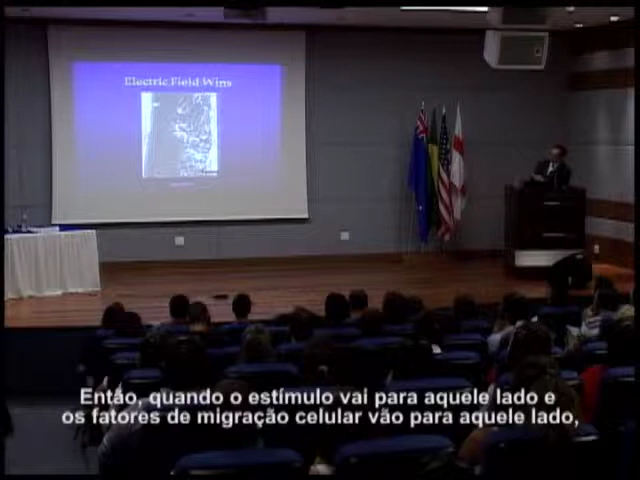 Electric Field Wins
Então, quando o estímulo vai para aquele lado e
os fatores de migração celular vão para aquele lado,